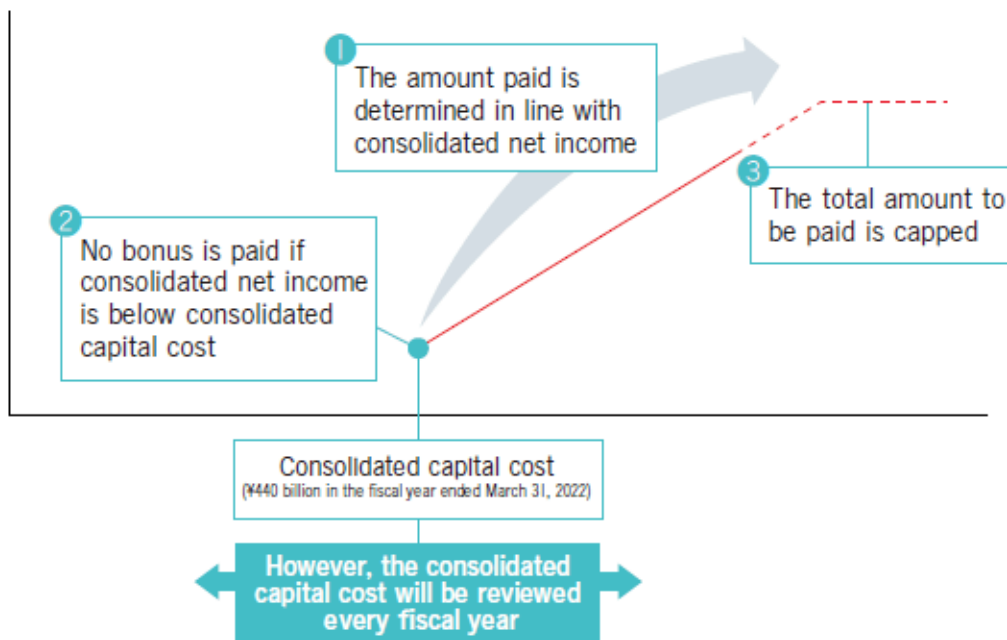 1
The amount paid is
determined in line with
consolidated net income
2
No bonus is paid if
consolidated net income
is below consolidated
capital cost
3
The total amount to
be paid is capped
Consolidated capital cost
(¥440 billion in the fiscal year ended March 31, 2022)
However, the consolidated
capital cost will be reviewed
every fiscal year